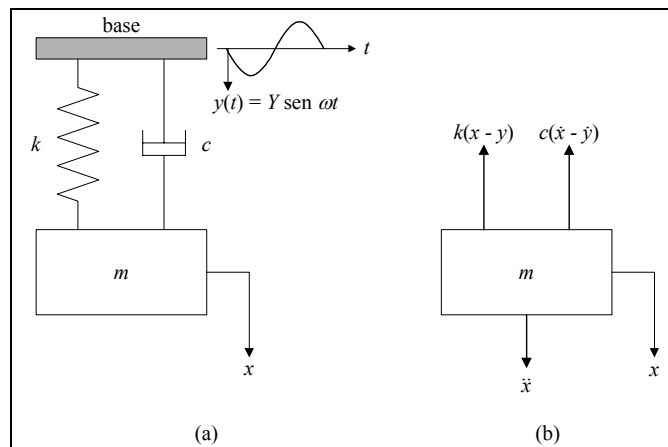 base
t
y(t) = Y sen ωt
k
c
m
x
(a)
k(x - y)
c(ẋ - ẏ)
m
ẍ
x
(b)